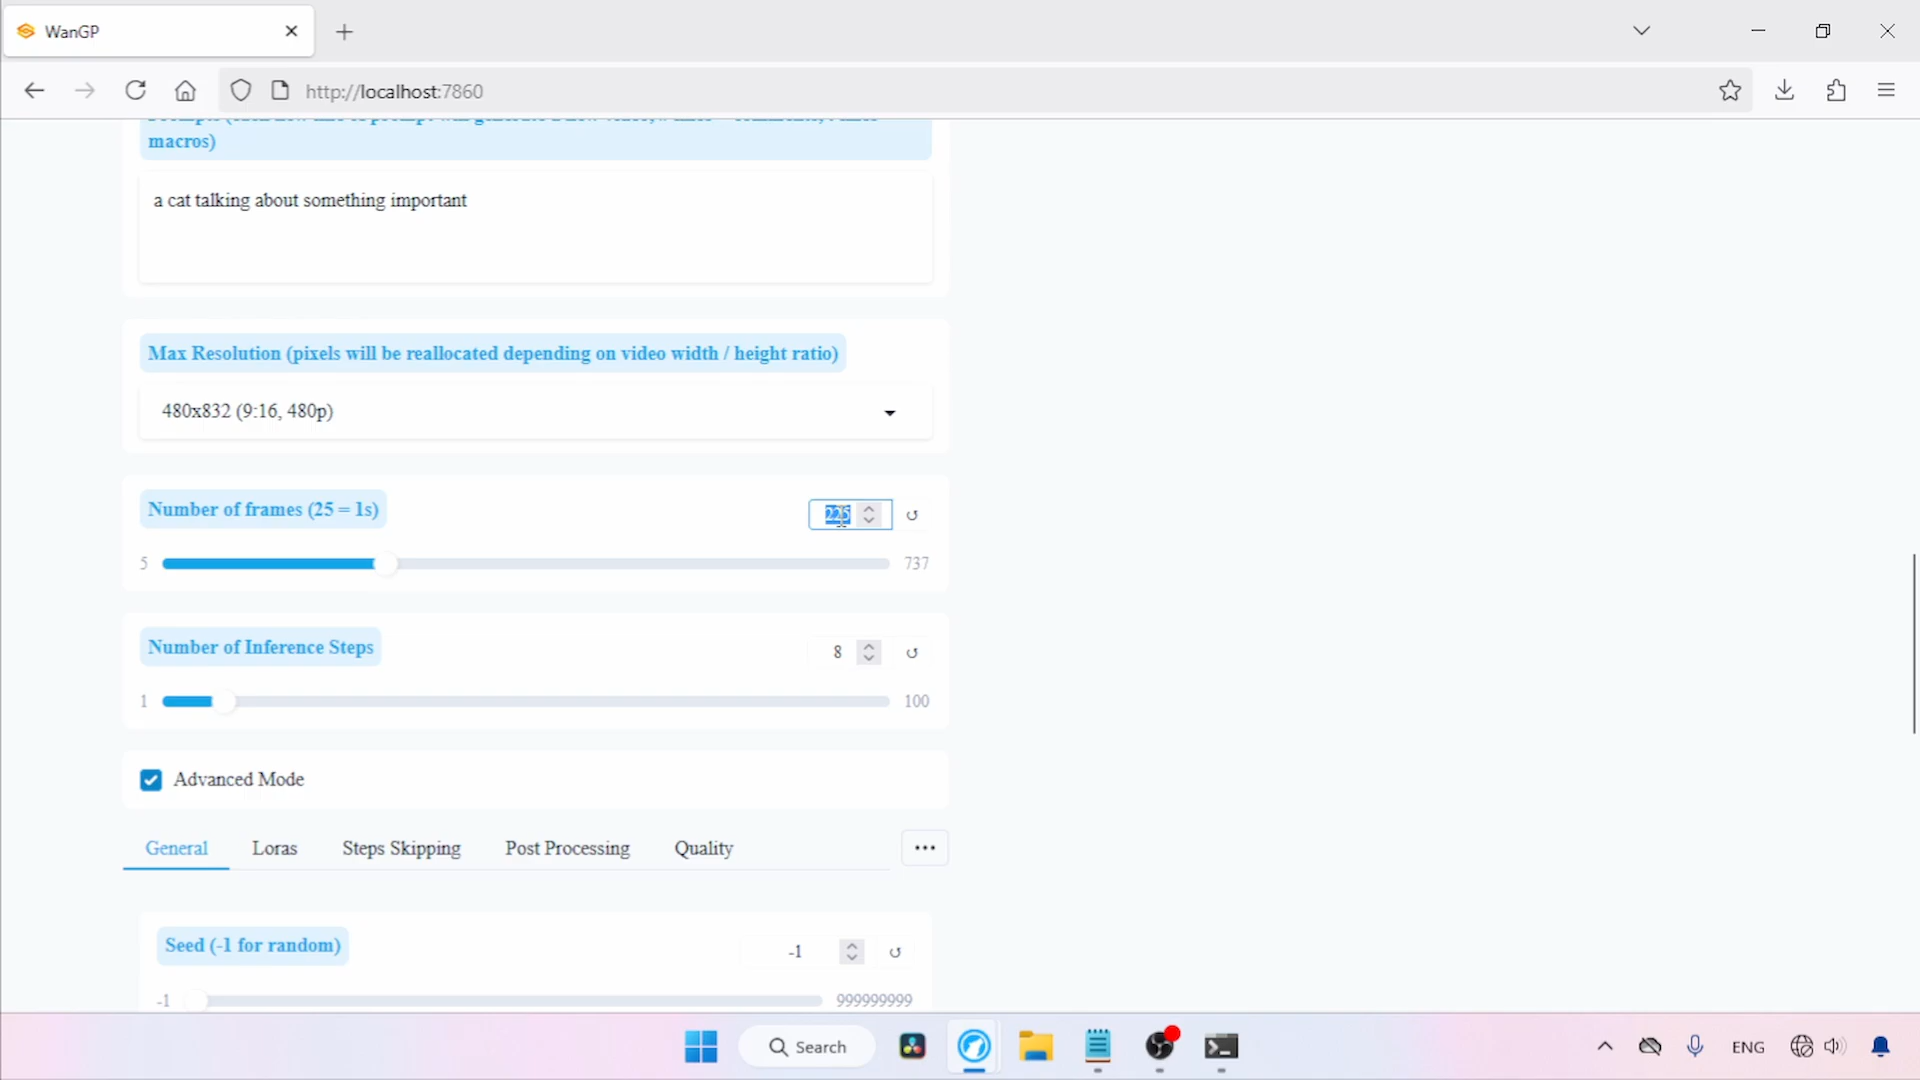 WanGP
http://localhost:7860
macros)
a cat talking about something important
Max Resolution (pixels will be reallocated depending on video width / height ratio)
480x832 (9:16, 480p)
Number of frames (25 = 1s)
225
5
737
Number of Inference Steps
8
1
100
Advanced Mode
General Loras Steps Skipping Post Processing Quality
Seed (-1 for random)
-1
-1
999999999
Search
ENG